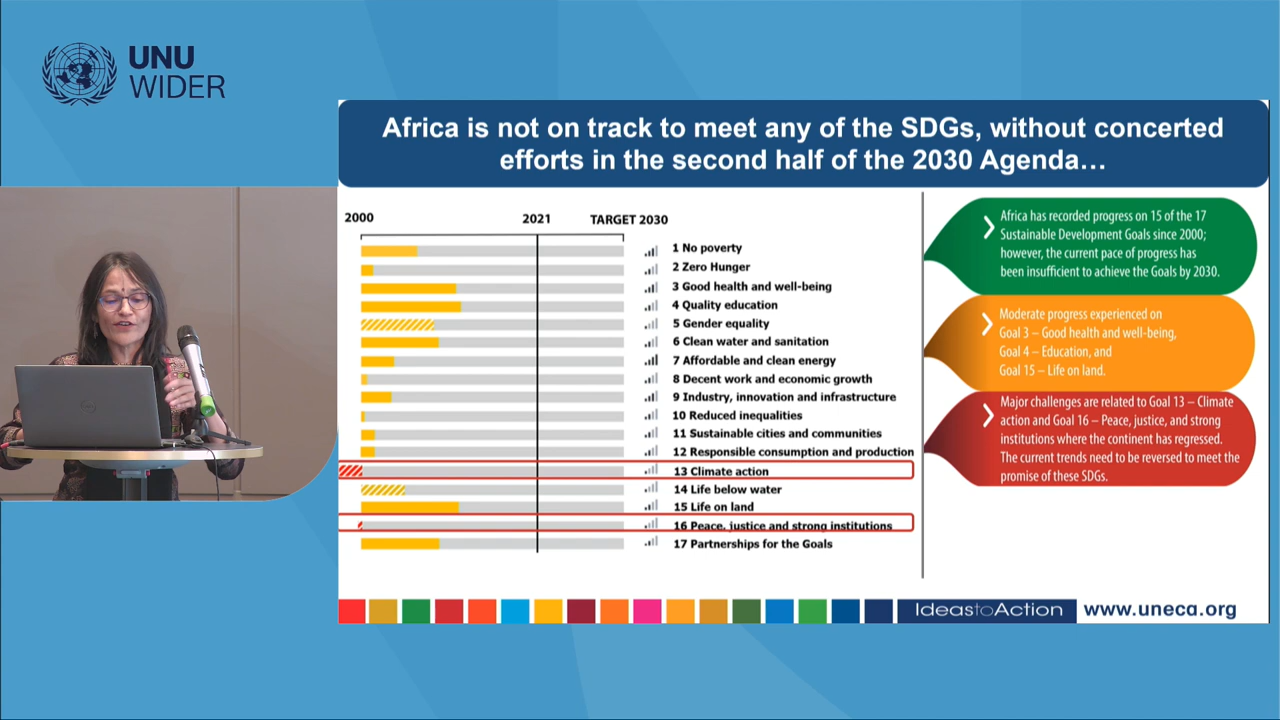 UNU
WIDER
Africa is not on track to meet any of the SDGs, without concerted
efforts in the second half of the 2030 Agenda...
2000
2021
TARGET 2030
1 No poverty
2 Zero Hunger
3 Good health and well-being
4 Quality education
5 Gender equality
6 Clean water and sanitation
7 Affordable and clean energy
8 Decent work and economic growth
9 Industry, innovation and infrastructure
10 Reduced inequalities
11 Sustainable cities and communities
12 Responsible consumption and production
13 Climate action
14 Life below water
15 Life on land
16 Peace, justice and strong institutions
17 Partnerships for the Goals
Africa has recorded progress on 15 of the 17
Sustainable Development Goals since 2000;
however, the current pace of progress has
been insufficient to achieve the Goals by 2030.
Moderate progress experienced on
Goal 3 – Good health and well-being,
Goal 4 – Education, and
Goal 15 – Life on land.
Major challenges are related to Goal 13 – Climate
action and Goal 16 – Peace, justice, and strong
institutions where the continent has regressed.
The current trends need to be reversed to meet the
promise of these SDGs.
IdeastoAction
www.uneca.org